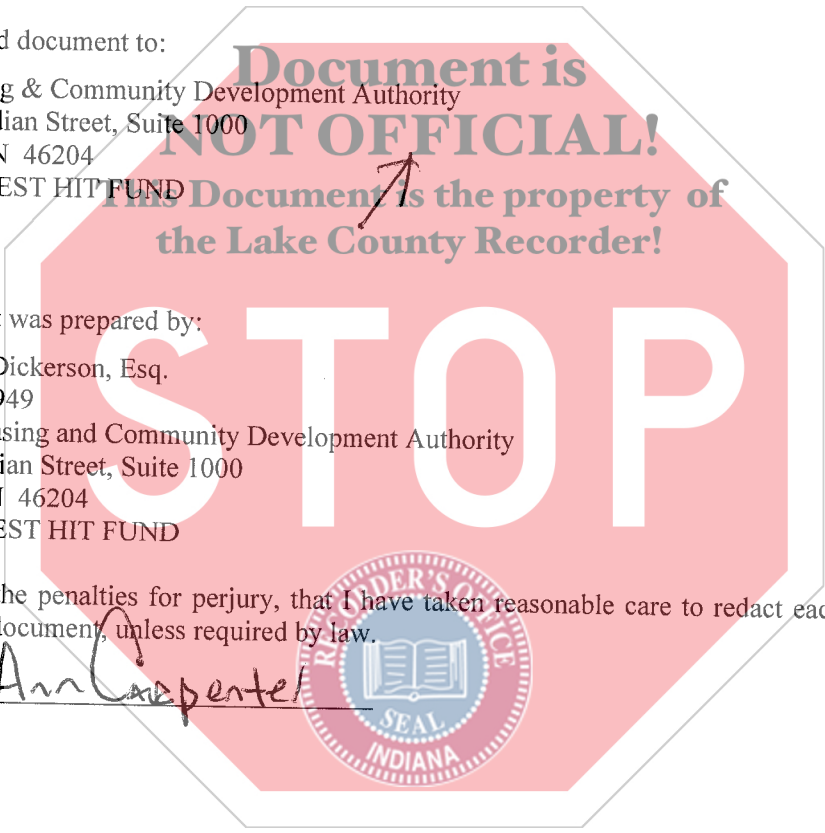 d document to:
Document is
g & Community Development Authority
lian Street, Suite 1000
NOT OFFICIAL!
N 46204
EST HIT FUND
This Document is the property of
the Lake County Recorder!
t was prepared by:
Dickerson, Esq.
949
STOP
sing and Community Development Authority
ian Street, Suite 1000
N 46204
EST HIT FUND
the penalties for perjury, that I have taken reasonable care to redact eac
document, unless required by law.
Ann Carpenter
RECORDER'S OFFICE
SEAL
INDIANA